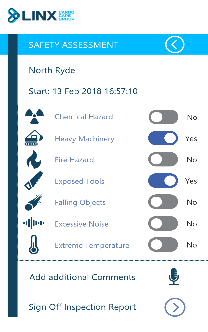 LINX
SAFETY ASSESSMENT
North Ryde
Start: 13 Feb 2018 16:57:10
Chemical Hazard No
Heavy Machinery Yes
Fire Hazard No
Exposed Tools Yes
Falling Objects No
Excessive Noise No
Extreme Temperature No
Add additional Comments
Sign Off Inspection Report